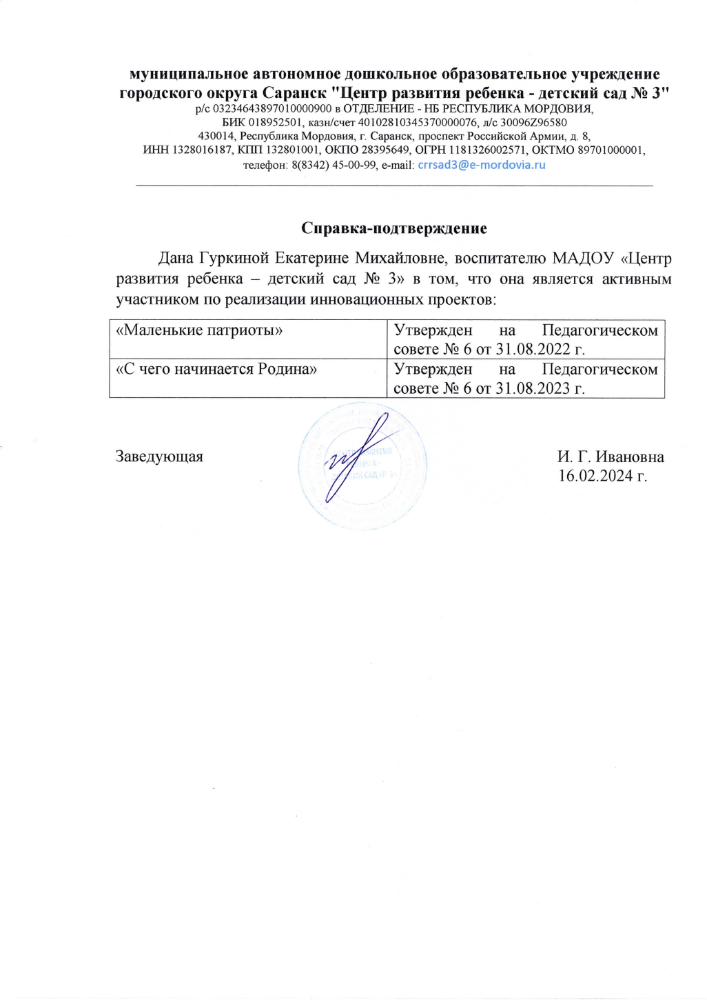 муниципальное автономное дошкольное образовательное учреждение
городского округа Саранск "Центр развития ребенка - детский сад № 3"
р/с 03234643897010000900 в ОТДЕЛЕНИЕ - НБ РЕСПУБЛИКА МОРДОВИЯ,
БИК 018952501, казн/счет 40102810345370000076, л/с 30096Z96580
430014, Республика Мордовия, г. Саранск, проспект Российской Армии, д. 8,
ИНН 1328016187, КПП 132801001, ОКПО 28395649, ОГРН 1181326002571, ОКТМО 89701000001,
телефон: 8(8342) 45-00-99, e-mail: crrsad3@e-mordovia.ru
Справка-подтверждение
Дана Гуркиной Екатерине Михайловне, воспитателю МАДОУ «Центр
развития ребенка – детский сад № 3» в том, что она является активным
участником по реализации инновационных проектов:
«Маленькие патриоты»
Утвержден на Педагогическом
совете № 6 от 31.08.2022 г.
«С чего начинается Родина»
Утвержден на Педагогическом
совете № 6 от 31.08.2023 г.
Заведующая
И. Г. Ивановна
16.02.2024 г.